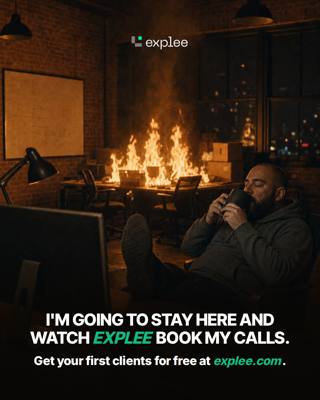 explee
I'M GOING TO STAY HERE AND
WATCH EXPLEE BOOK MY CALLS.
Get your first clients for free at explee.com.